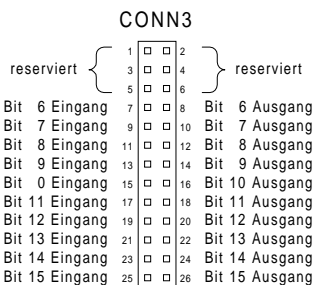 CONN3
1 2
reserviert 3 4 reserviert
5 6
Bit 6 Eingang 7 8 Bit 6 Ausgang
Bit 7 Eingang 9 10 Bit 7 Ausgang
Bit 8 Eingang 11 12 Bit 8 Ausgang
Bit 9 Eingang 13 14 Bit 9 Ausgang
Bit 0 Eingang 15 16 Bit 10 Ausgang
Bit 11 Eingang 17 18 Bit 11 Ausgang
Bit 12 Eingang 19 20 Bit 12 Ausgang
Bit 13 Eingang 21 22 Bit 13 Ausgang
Bit 14 Eingang 23 24 Bit 14 Ausgang
Bit 15 Eingang 25 26 Bit 15 Ausgang